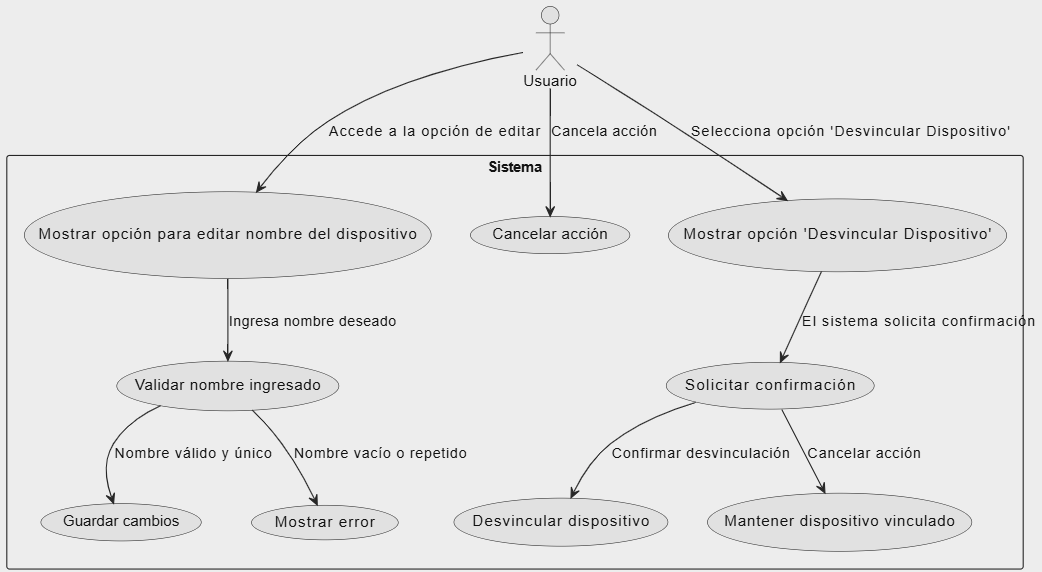 Usuario
Accede a la opción de editar
Cancela acción
Selecciona opción 'Desvincular Dispositivo'
Sistema
Mostrar opción para editar nombre del dispositivo
Cancelar acción
Mostrar opción 'Desvincular Dispositivo'
Ingresa nombre deseado
El sistema solicita confirmación
Validar nombre ingresado
Solicitar confirmación
Nombre válido y único
Nombre vacío o repetido
Confirmar desvinculación
Cancelar acción
Guardar cambios
Mostrar error
Desvincular dispositivo
Mantener dispositivo vinculado